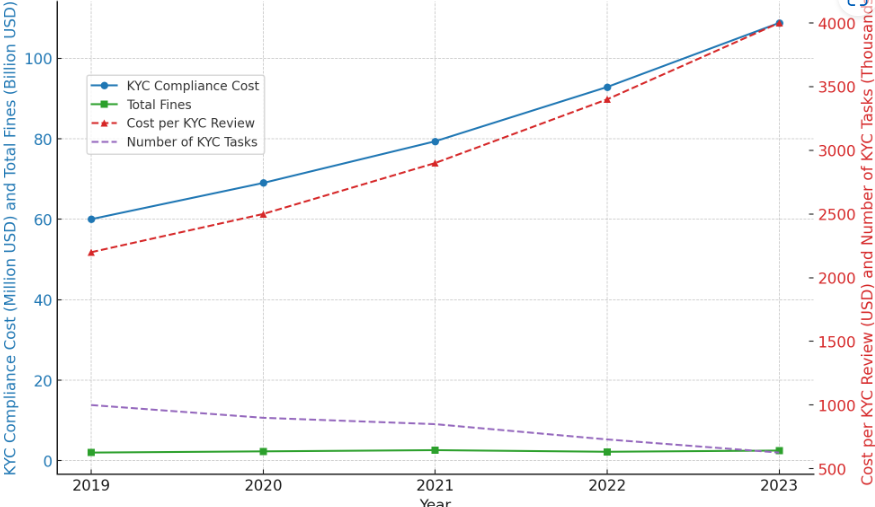 KYC Compliance Cost (Million USD) and Total Fines (Billion USD)
100
80
60
40
20
0
KYC Compliance Cost
Total Fines
Cost per KYC Review
Number of KYC Tasks
4000
3500
3000
2500
2000
1500
1000
500
Cost per KYC Review (USD) and Number of KYC Tasks (Thousands
2019
2020
2021
2022
2023
Year